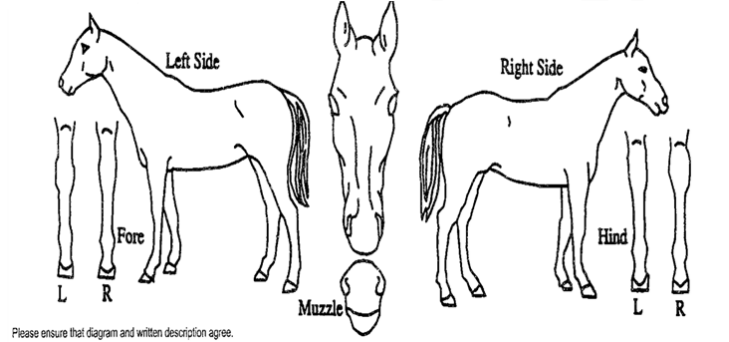 Left Side
Right Side
Fore
Hind
L R
L R
Muzzle
Please ensure that diagram and written description agree.